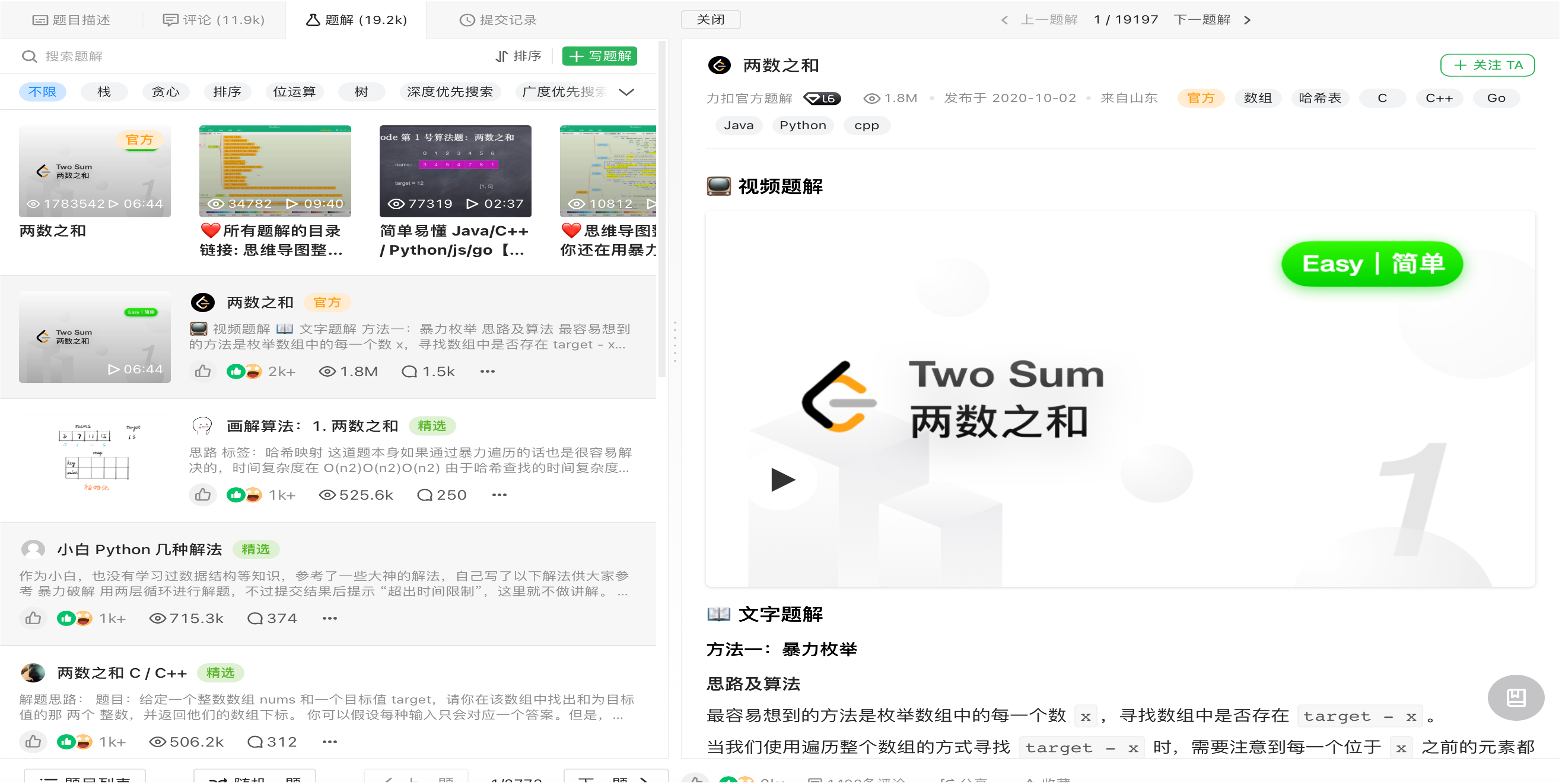 题目描述
评论 (11.9k)
题解 (19.2k)
提交记录
搜索题解
排序
写题解
不限
栈
贪心
排序
位运算
树
深度优先搜索
广度优先搜索
官方
Two Sum
两数之和
1783542
06:44
34782
09:40
ode 第 1 号算法题：两数之和
77319
02:37
10812
两数之和
❤️所有题解的目录
链接: 思维导图整...
简单易懂 Java/C++
/ Python/js/go【...
❤️思维导图整
你还在用暴力
Easy | 简单
Two Sum
两数之和
06:44
两数之和
官方
📺 视频题解 📖 文字题解 方法一：暴力枚举 思路及算法 最容易想到
的方法是枚举数组中的每一个数 x，寻找数组中是否存在 target - x...
2k+
1.8M
1.5k
画解算法：1. 两数之和
精选
思路 标签：哈希映射 这道题本身如果通过暴力遍历的话也是很容易解
决的，时间复杂度在 O(n2)O(n2)O(n2) 由于哈希查找的时间复杂度...
1k+
525.6k
250
小白 Python 几种解法
精选
作为小白，也没有学习过数据结构等知识，参考了一些大神的解法，自己写了以下解法供大家参
考 暴力破解 用两层循环进行解题，不过提交结果后提示 “超出时间限制”，这里就不做讲解。 ...
1k+
715.3k
374
两数之和 C / C++
精选
解题思路： 题目：给定一个整数数组 nums 和一个目标值 target，请你在该数组中找出和为目标
值的那 两个 整数，并返回他们的数组下标。 你可以假设每种输入只会对应一个答案。但是，...
1k+
506.2k
312
关闭
上一题解
1 / 19197
下一题解
两数之和
关注 TA
力扣官方题解
L6
1.8M
发布于 2020-10-02
来自山东
官方
数组
哈希表
C
C++
Go
Java
Python
cpp
📺 视频题解
Easy | 简单
Two Sum
两数之和
1
📖 文字题解
方法一：暴力枚举
思路及算法
最容易想到的方法是枚举数组中的每一个数 x ，寻找数组中是否存在 target - x 。
当我们使用遍历整个数组的方式寻找 target - x 时，需要注意到每一个位于 x 之前的元素都